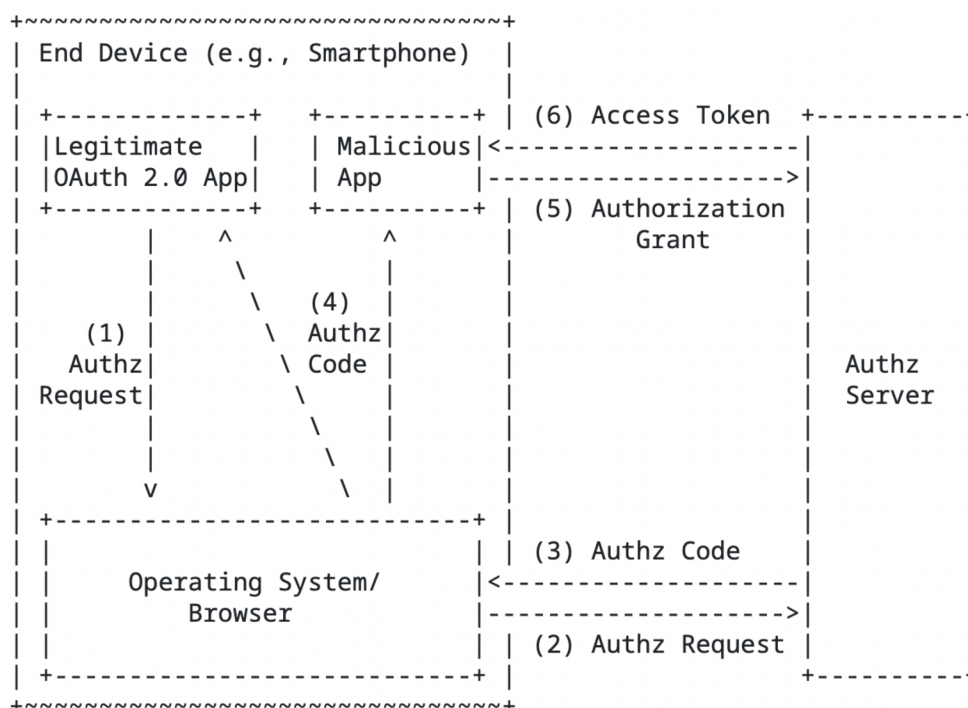 End Device (e.g., Smartphone)
(6) Access Token
Legitimate
OAuth 2.0 App
Malicious
App
(5) Authorization
Grant
(1)
Authz
Request
(4)
Authz
Code
Authz
Server
Operating System/
Browser
(3) Authz Code
(2) Authz Request